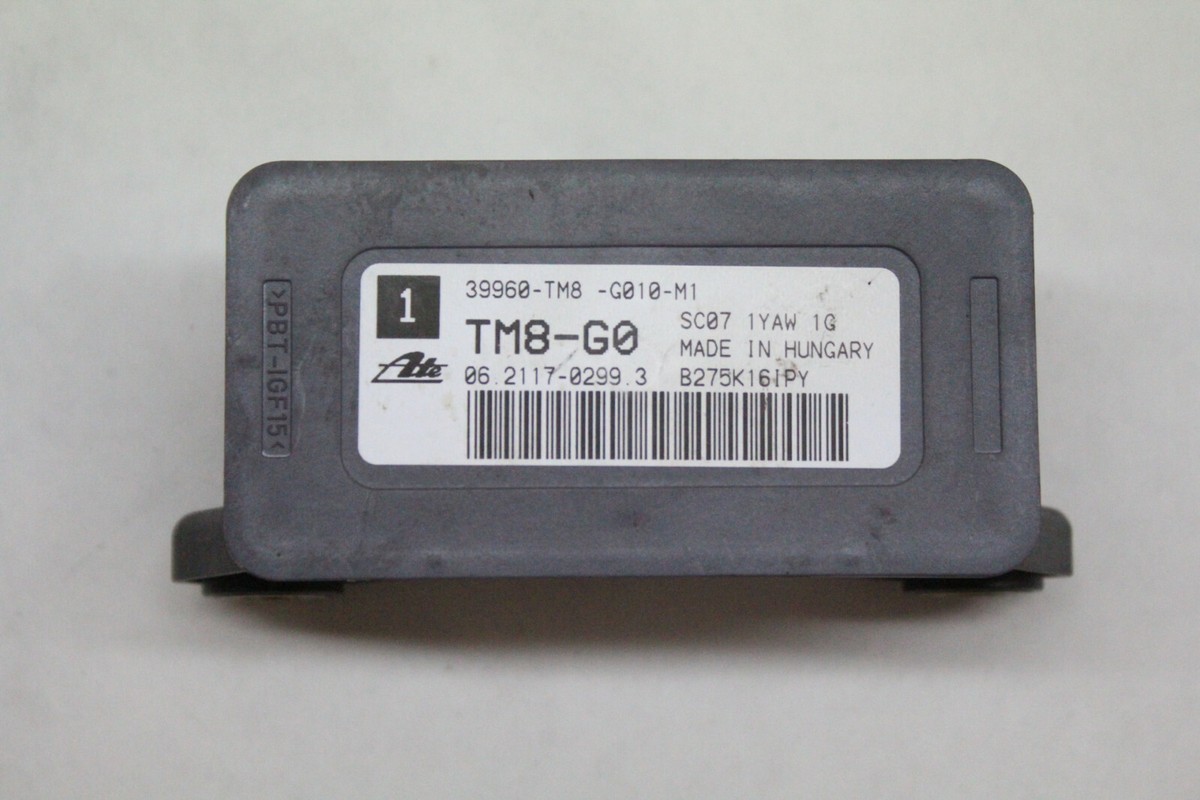 1
39960-TM8 -G010-M1
TM8-G0
SC07 1YAW 1G
MADE IN HUNGARY
Ate
06.2117-0299.3 B275K16IPY
>PBT-IGF15<